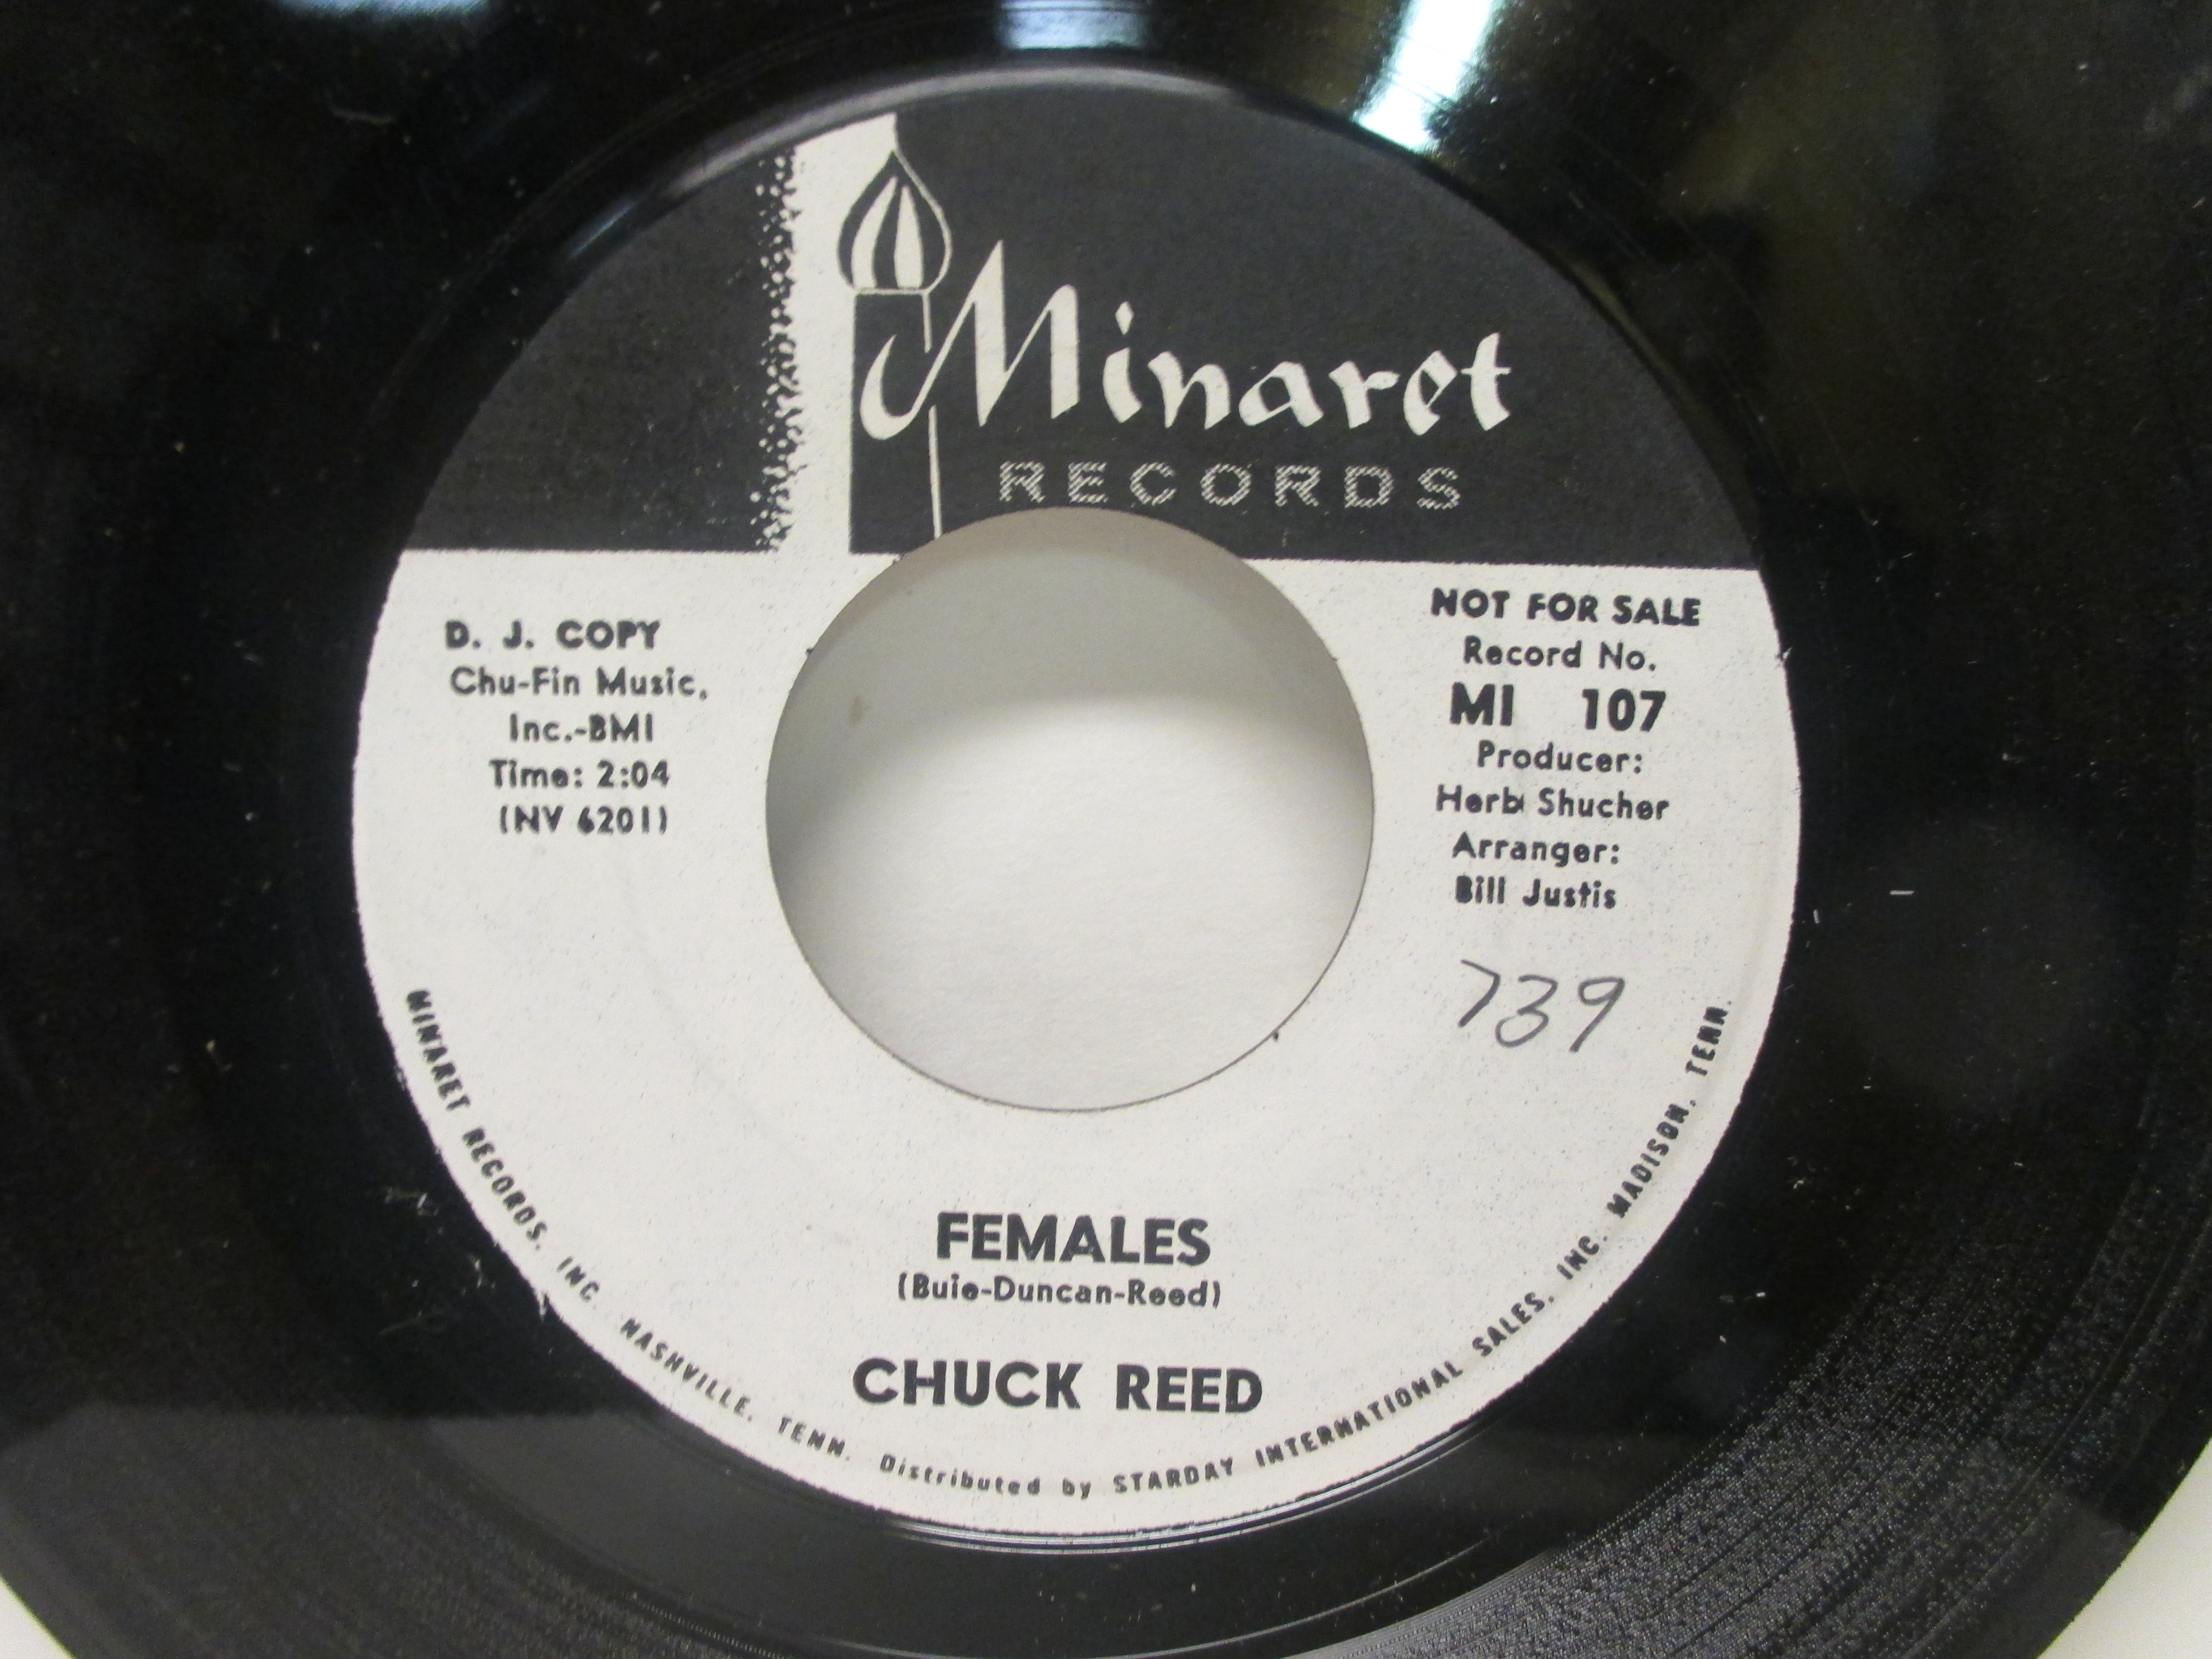 Minaret
RECORDS
D. J. COPY
Chu-Fin Music,
Inc.-BMI
Time: 2:04
(NV 6201)
NOT FOR SALE
Record No.
MI 107
Producer:
Herb Shucher
Arranger:
Bill Justis
739
FEMALES
(Buie-Duncan-Reed)
CHUCK REED
MINARET RECORDS, INC. NASHVILLE, TENN. Distributed by STARDAY INTERNATIONAL SALES, INC. MADISON, TENN.